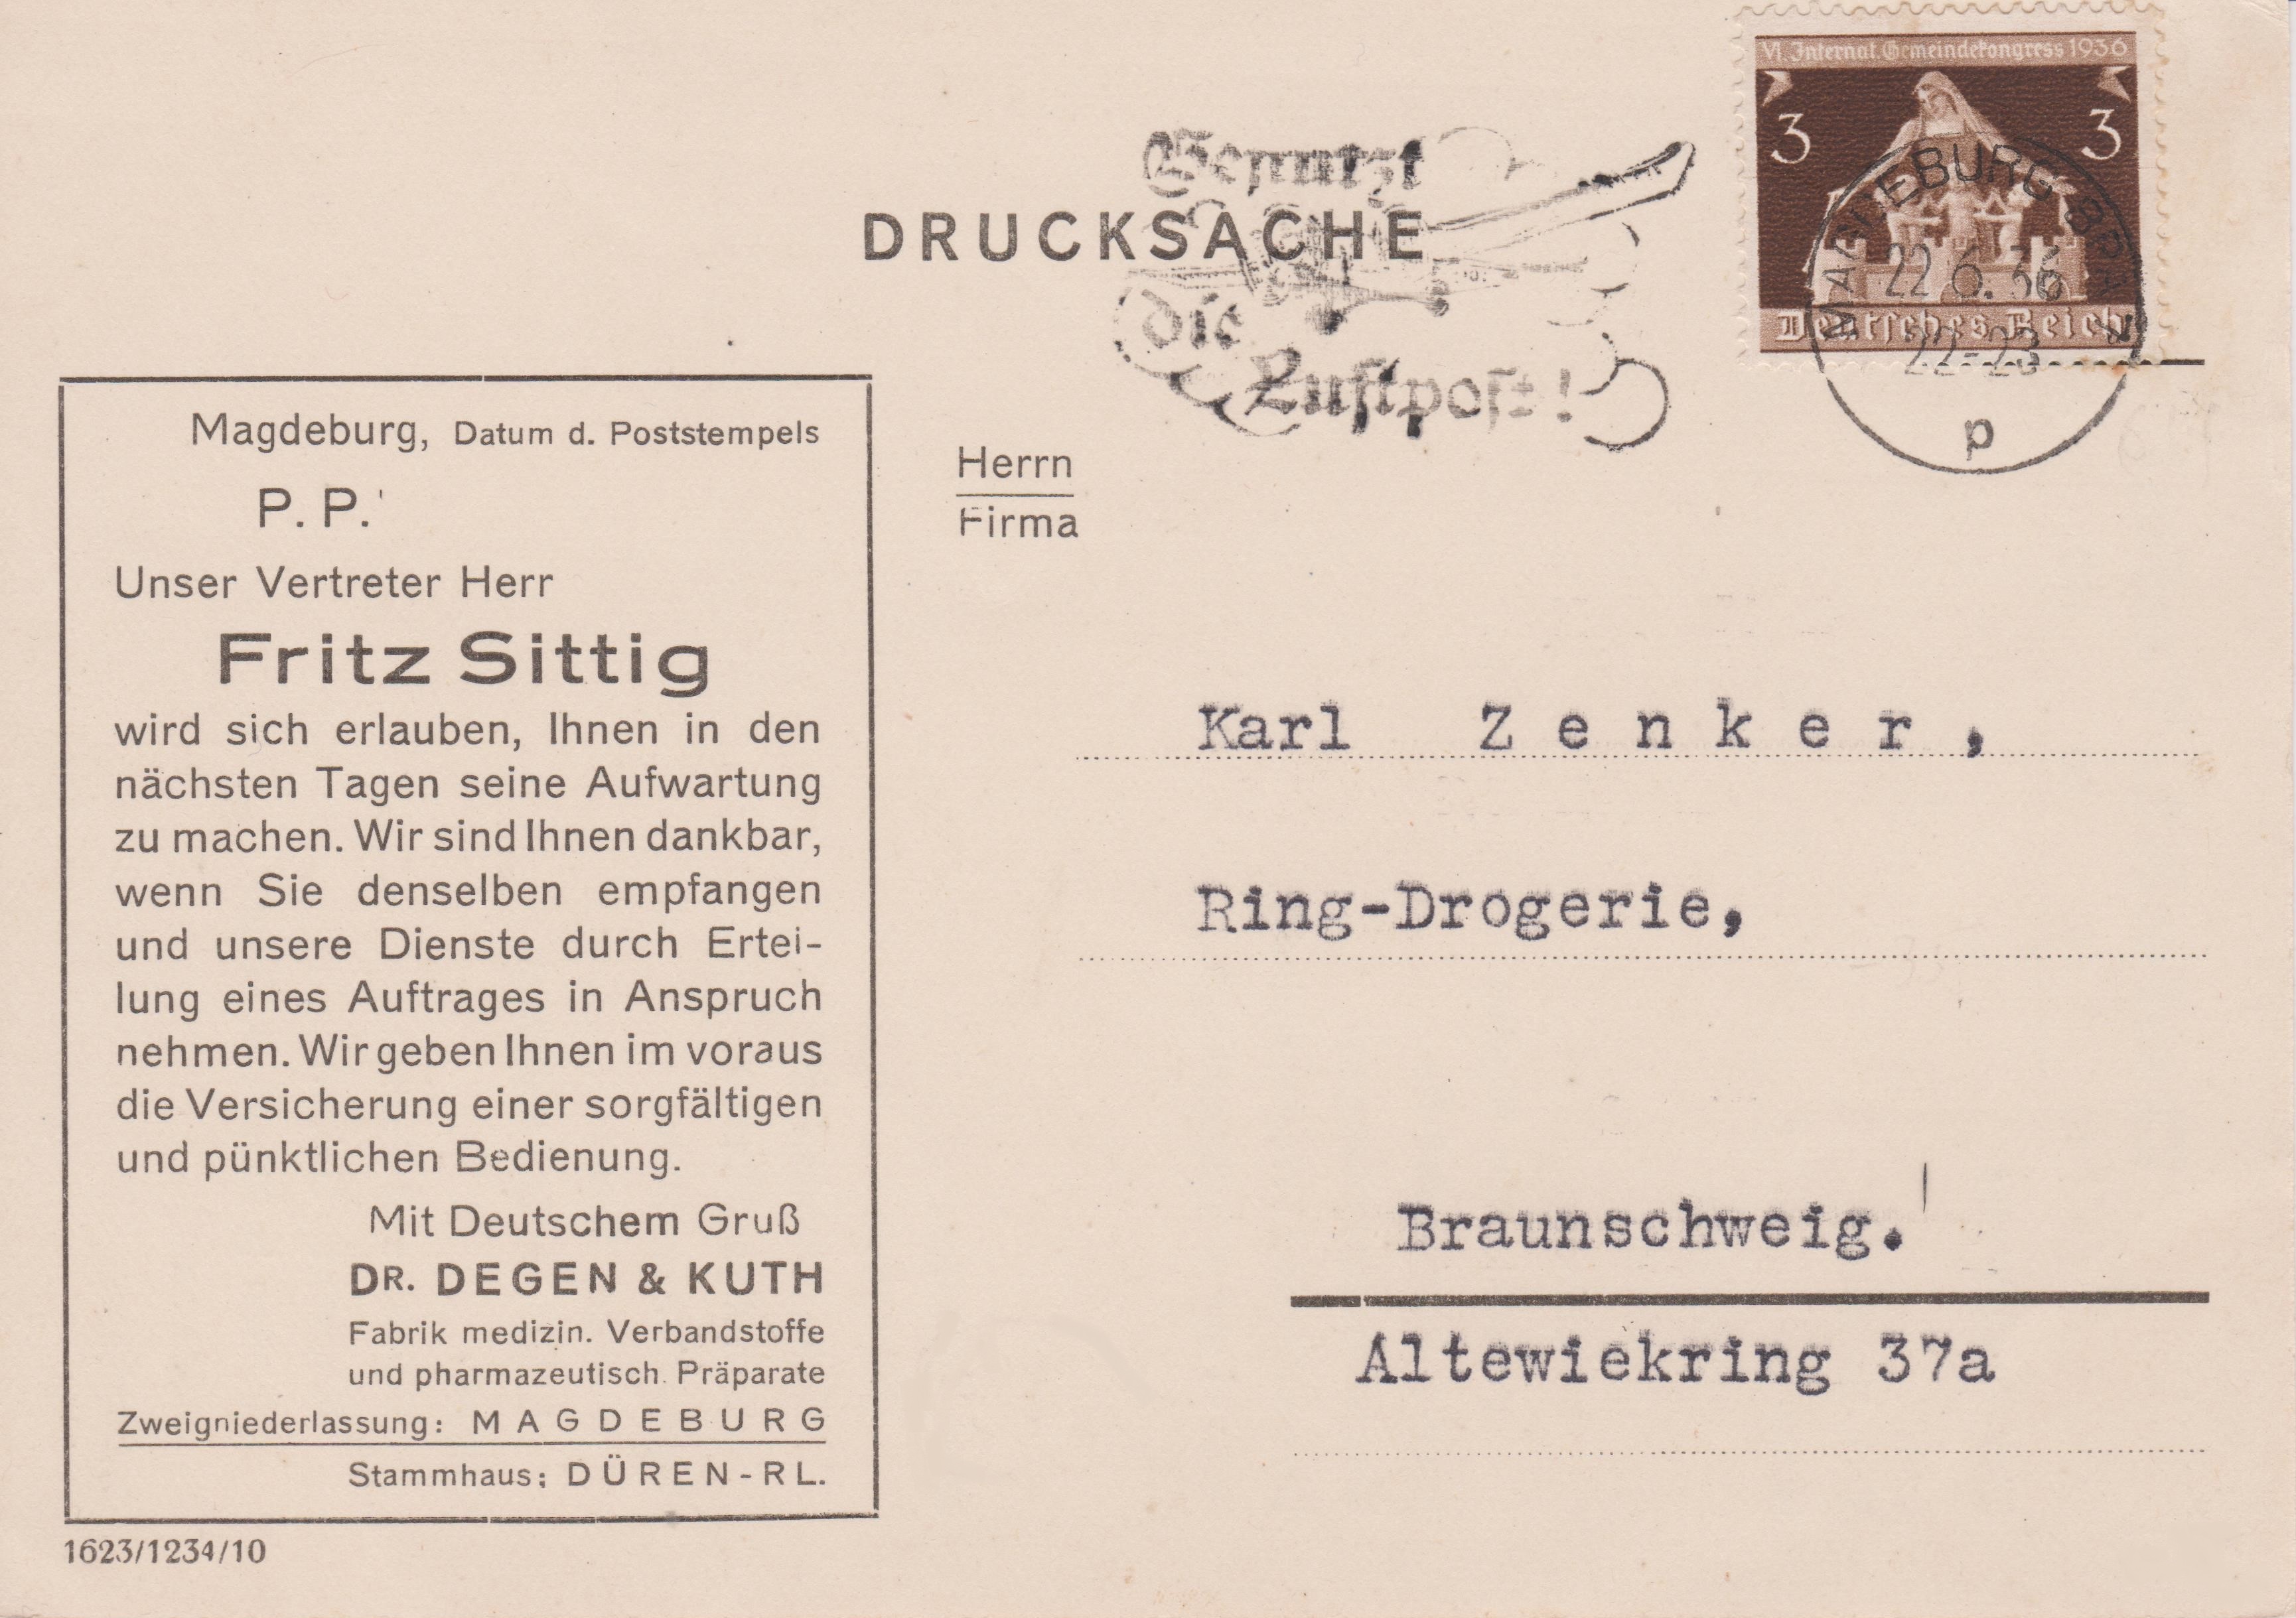 VI. Internat. Gemeindekongress 1936
3 3
Deutsches Reich
MAGDEBURG
22.6.36
22-23
p
Benutzt
die
Luftpost!
DRUCKSACHE
Magdeburg, Datum d. Poststempels
P. P.
Unser Vertreter Herr
Fritz Sittig
wird sich erlauben, Ihnen in den
nächsten Tagen seine Aufwartung
zu machen. Wir sind Ihnen dankbar,
wenn Sie denselben empfangen
und unsere Dienste durch Ertei-
lung eines Auftrages in Anspruch
nehmen. Wir geben Ihnen im voraus
die Versicherung einer sorgfältigen
und pünktlichen Bedienung.
Mit Deutschem Gruß
DR. DEGEN & KUTH
Fabrik medizin. Verbandstoffe
und pharmazeutisch. Präparate
Zweigniederlassung: MAGDEBURG
Stammhaus: DÜREN-RL.
1623/1234/10
Herrn
Firma
Karl Zenker,
Ring-Drogerie,
Braunschweig.
Altewiekring 37a